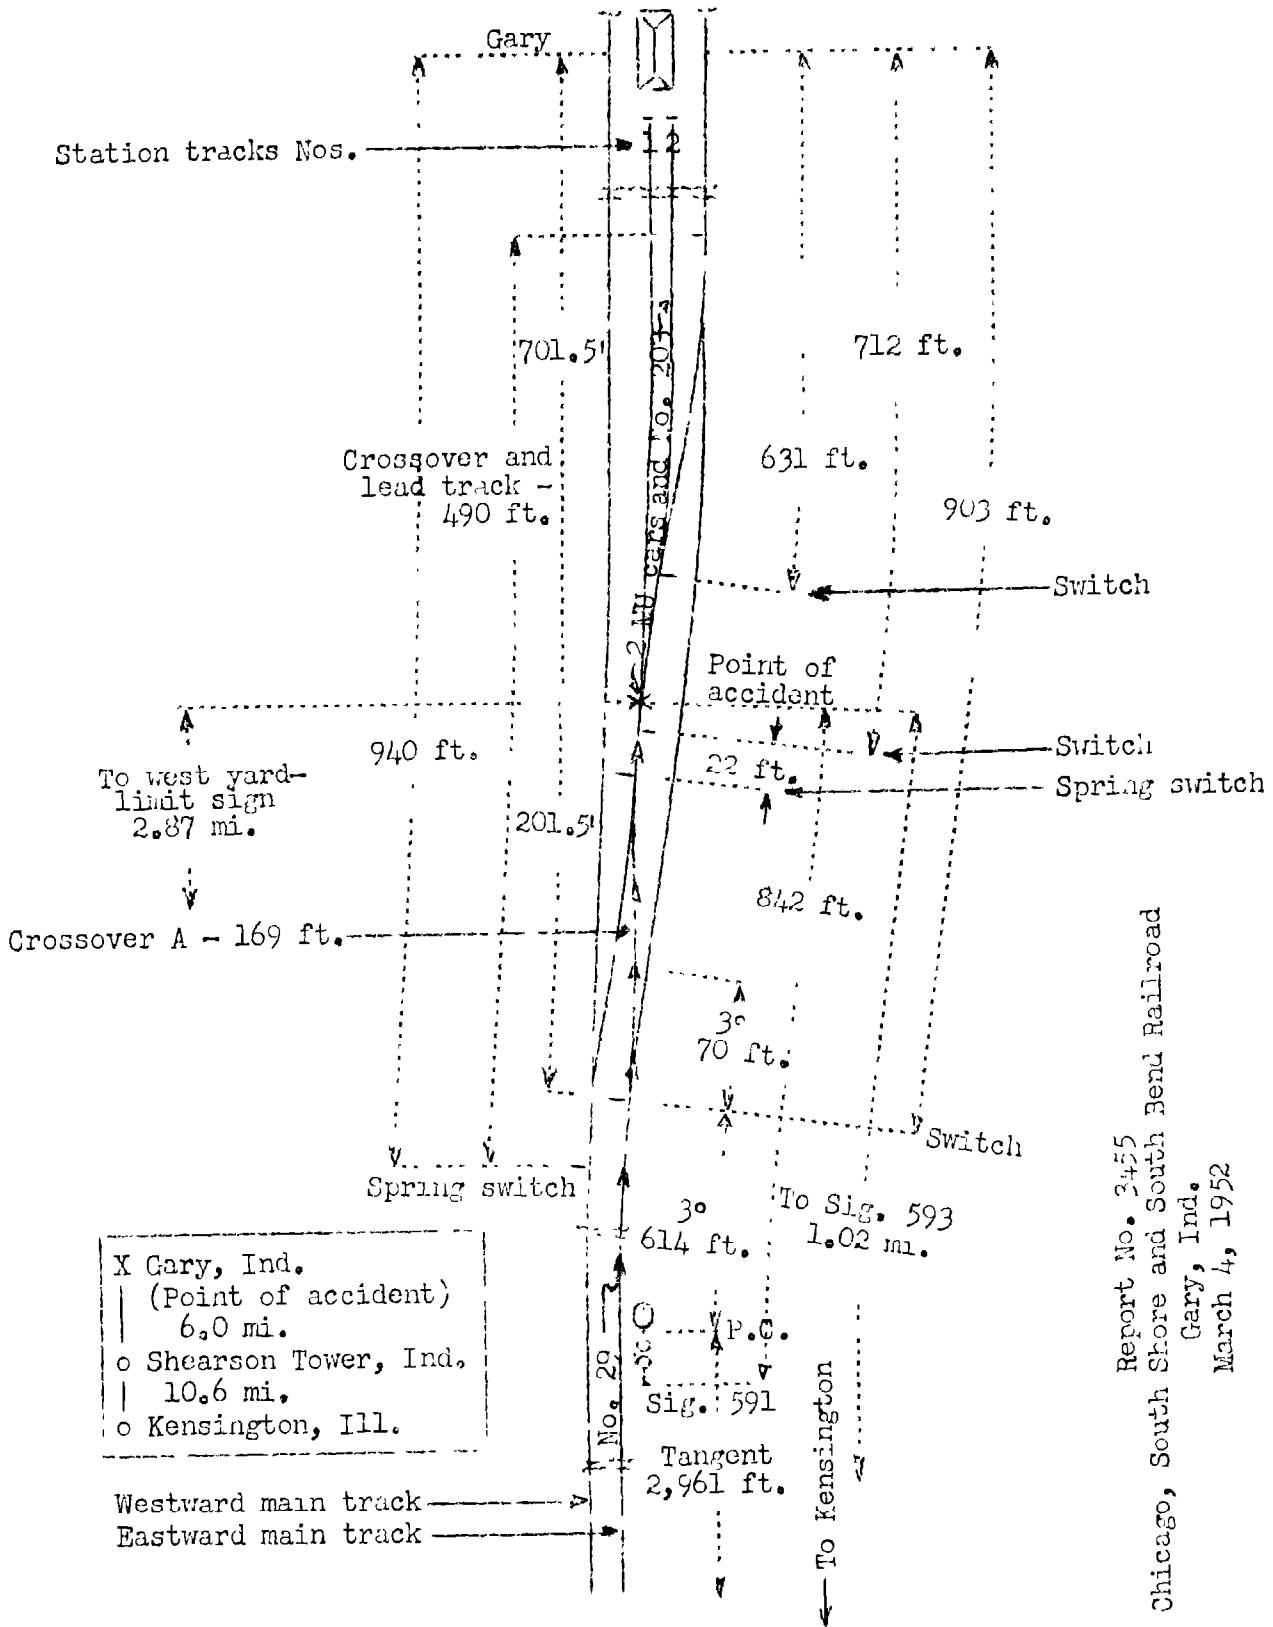 Gary
Station tracks Nos.
1 2
701.5'
712 ft.
Crossover and
lead track -
490 ft.
631 ft.
903 ft.
2 MU cars and No. 203
Switch
Point of
accident
940 ft.
Switch
22 ft.
Spring switch
To west yard-
limit sign
2.87 mi.
201.5'
842 ft.
Crossover A - 169 ft.
3°
70 ft.
Switch
Spring switch
3°
614 ft.
To Sig. 593
1.02 mi.
X Gary, Ind.
(Point of accident)
6.0 mi.
o Shearson Tower, Ind.
10.6 mi.
o Kensington, Ill.
No. 29
P.C.
Sig. 591
Tangent
2,961 ft.
To Kensington
Westward main track
Eastward main track
Report No. 3455
Chicago, South Shore and South Bend Railroad
Gary, Ind.
March 4, 1952